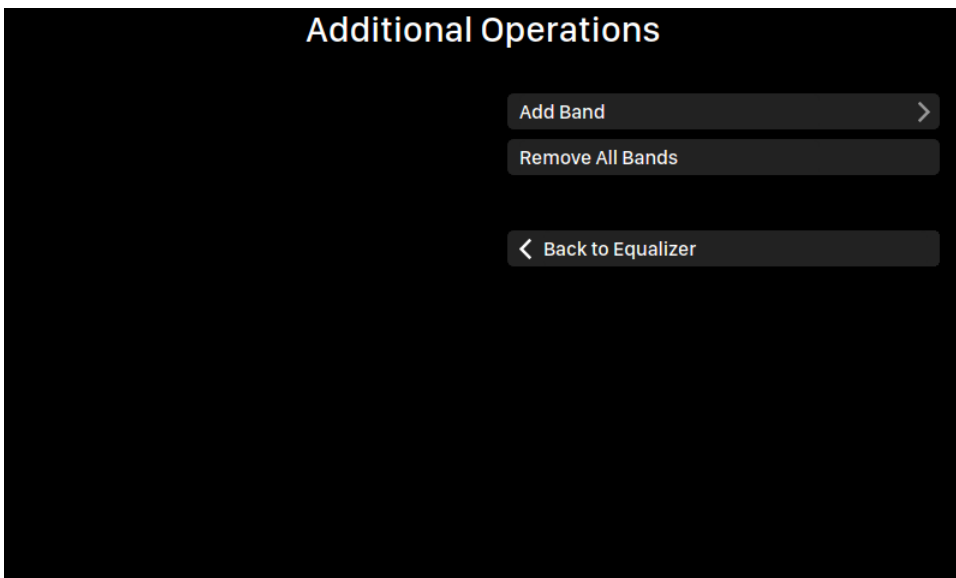 Additional Operations
Add Band
Remove All Bands
Back to Equalizer